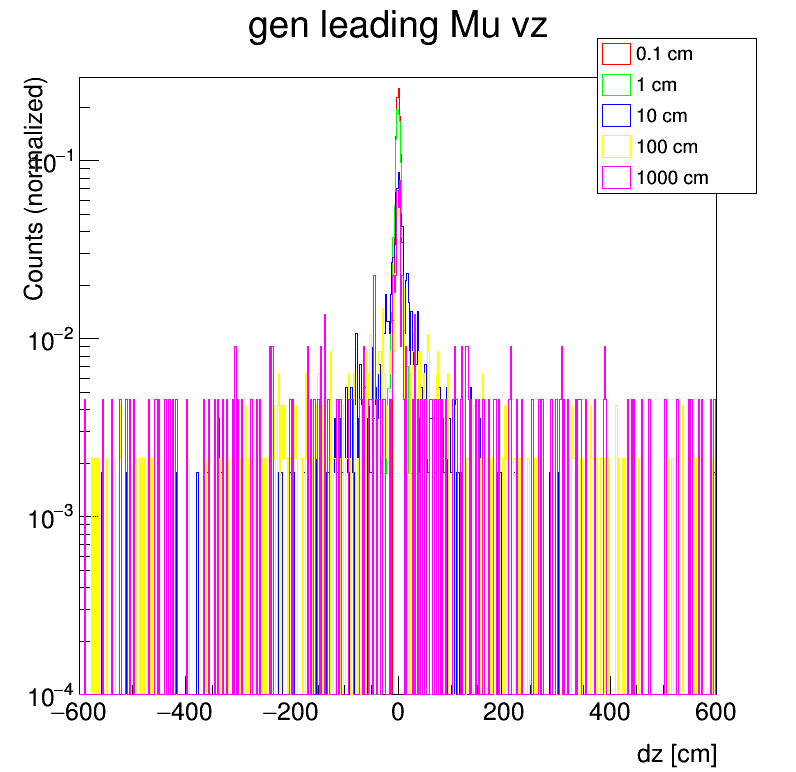 gen leading Mu vz
0.1 cm
1 cm
10 cm
100 cm
1000 cm
Counts (normalized)
10⁻¹
10⁻²
10⁻³
10⁻⁴
−600 −400 −200 0 200 400 600
dz [cm]